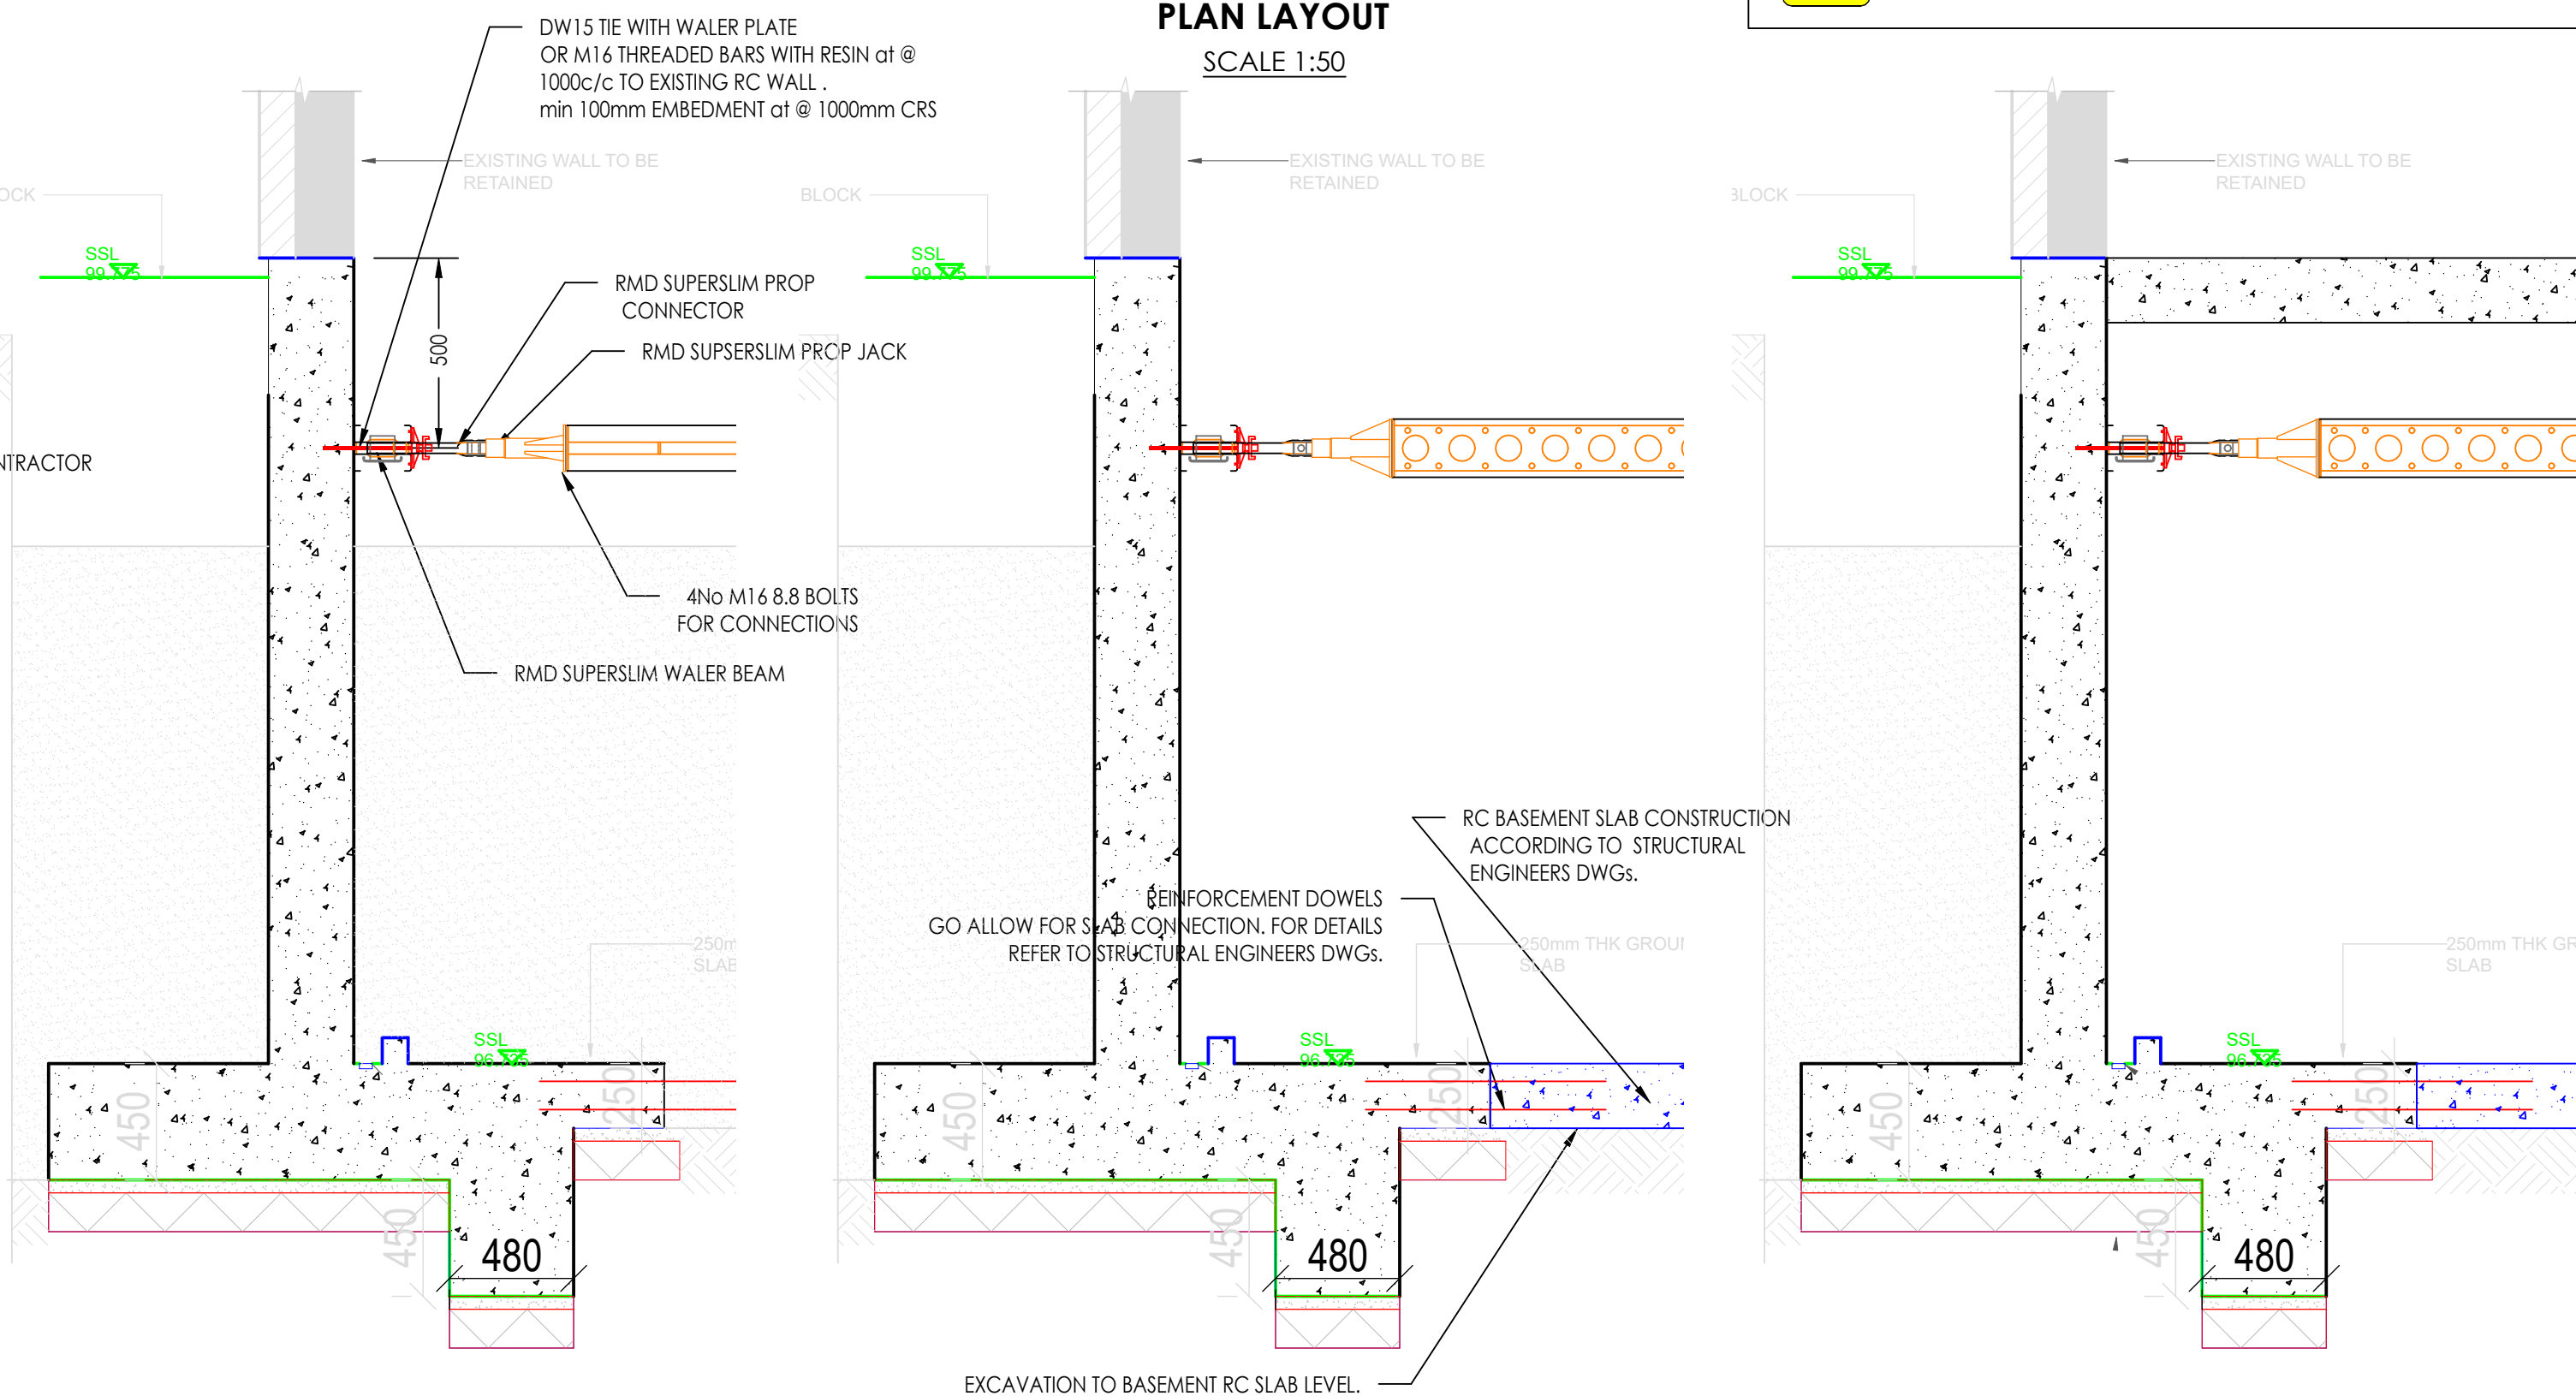 PLAN LAYOUT
SCALE 1:50
DW15 TIE WITH WALER PLATE
OR M16 THREADED BARS WITH RESIN at @
1000c/c TO EXISTING RC WALL .
min 100mm EMBEDMENT at @ 1000mm CRS
EXISTING WALL TO BE
RETAINED
OCK
SSL
RMD SUPERSLIM PROP
CONNECTOR
500
RMD SUPSERSLIM PROP JACK
NTRACTOR
4No M16 8.8 BOLTS
FOR CONNECTIONS
RMD SUPERSLIM WALER BEAM
250m
SLAB
SSL
450
250
450
480
EXISTING WALL TO BE
RETAINED
BLOCK
SSL
RC BASEMENT SLAB CONSTRUCTION
ACCORDING TO STRUCTURAL
ENGINEERS DWGs.
REINFORCEMENT DOWELS
GO ALLOW FOR SLAB CONNECTION. FOR DETAILS
REFER TO STRUCTURAL ENGINEERS DWGs.
250mm THK GROUN
SLAB
SSL
450
250
450
480
EXCAVATION TO BASEMENT RC SLAB LEVEL.
EXISTING WALL TO BE
RETAINED
BLOCK
SSL
250mm THK GR
SLAB
SSL
450
250
450
480